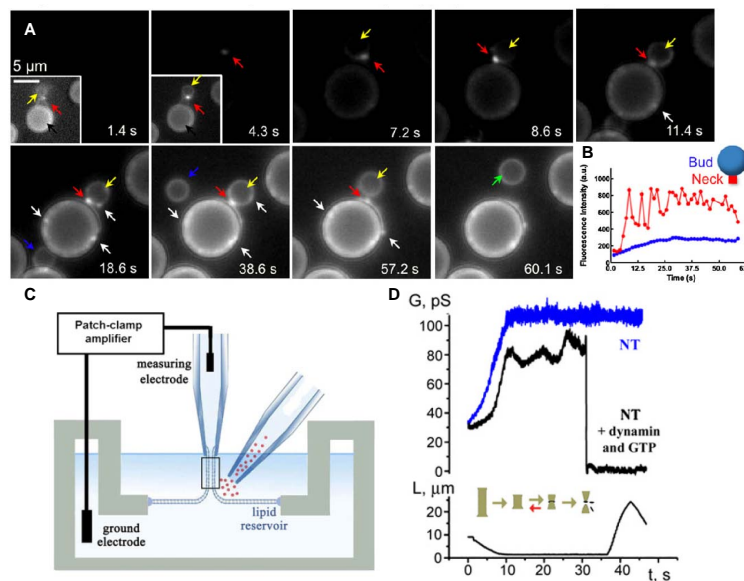 A
5 µm
1.4 s
4.3 s
7.2 s
8.6 s
11.4 s
18.6 s
38.6 s
57.2 s
60.1 s
B
Bud
Neck
Fluorescence Intensity (a.u.)
1000
800
600
400
200
0.0 12.5 25.0 37.5 50.0 6
Time (s)
C
Patch-clamp
amplifier
measuring
electrode
lipid
reservoir
ground
electrode
D
G, pS
100
80
60
40
20
0
NT
NT
+ dynamin
and GTP
L, µm
20
10
0
0 10 20 30 40 t, s